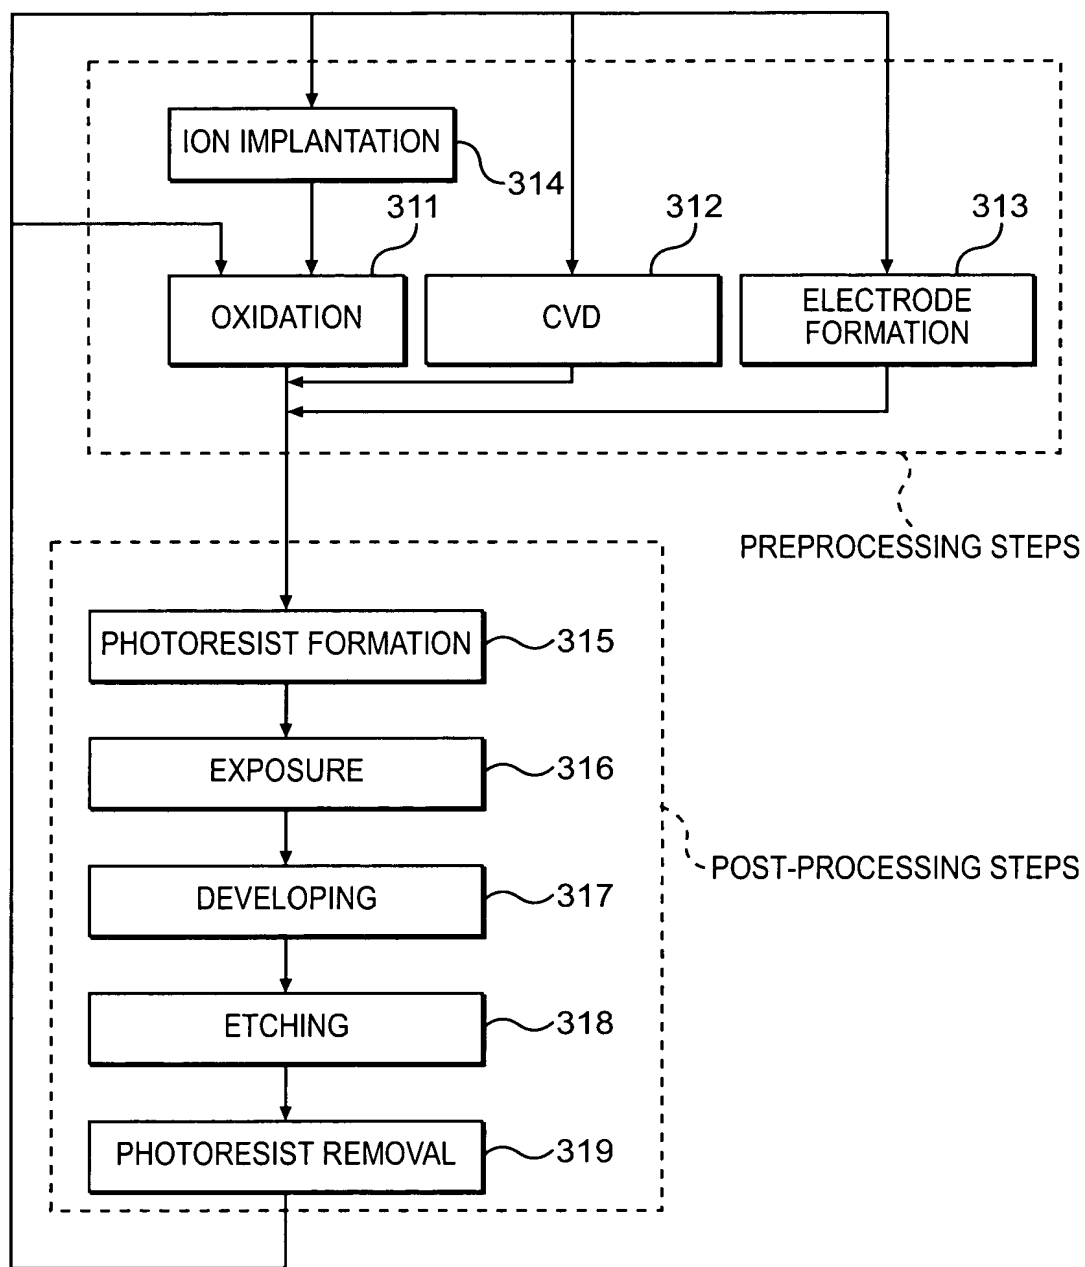 ION IMPLANTATION
314
311
312
313
OXIDATION
CVD
ELECTRODE
FORMATION
PREPROCESSING STEPS
PHOTORESIST FORMATION
315
EXPOSURE
316
POST-PROCESSING STEPS
DEVELOPING
317
ETCHING
318
PHOTORESIST REMOVAL
319